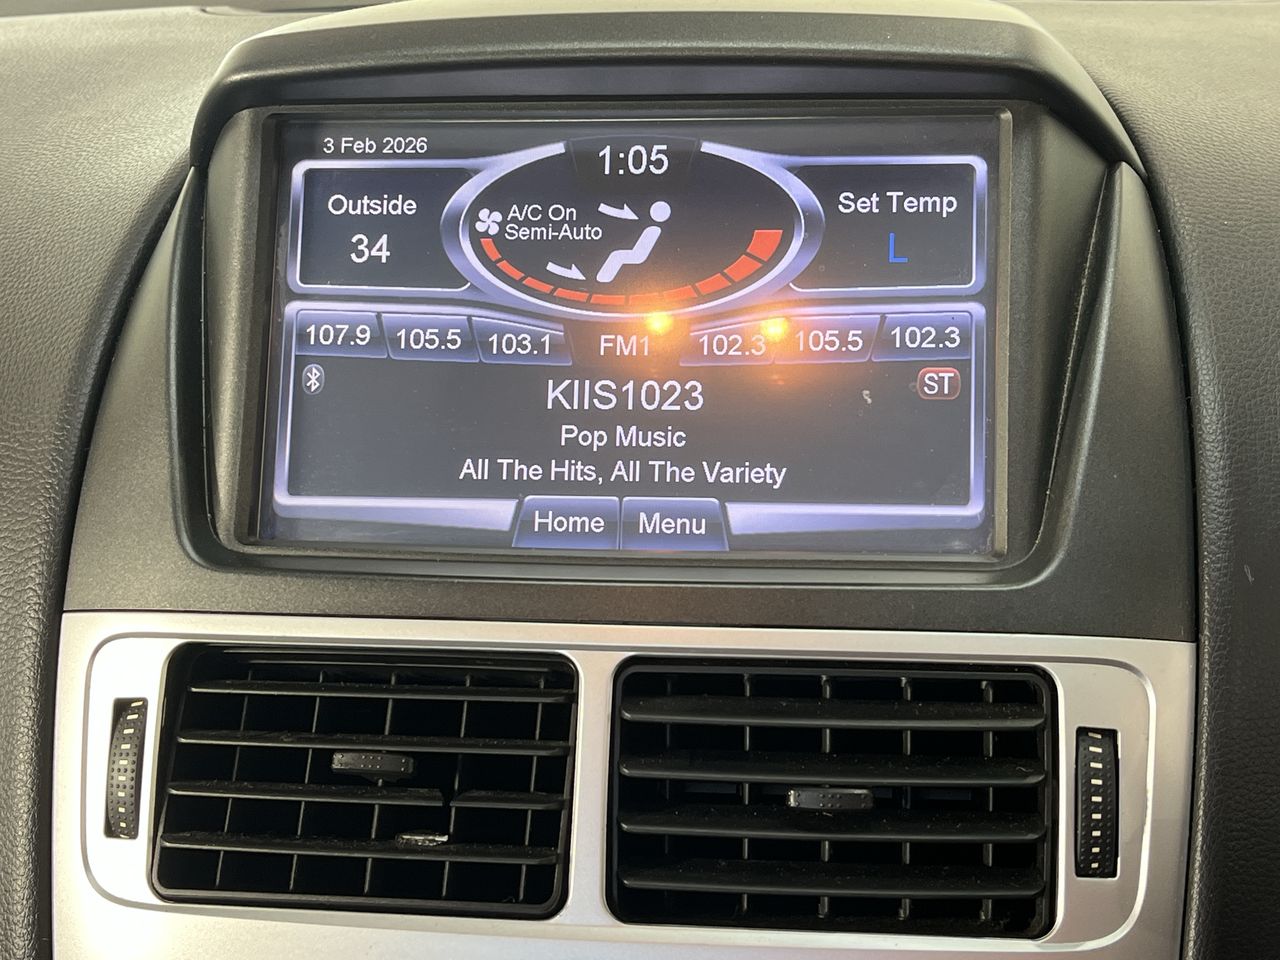 3 Feb 2026
1:05
Outside
34
A/C On
Semi-Auto
Set Temp
L
107.9
105.5
103.1
FM1
102.3
105.5
102.3
ST
KIIS1023
Pop Music
All The Hits, All The Variety
Home
Menu